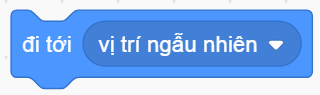 đi tới vị trí ngẫu nhiên